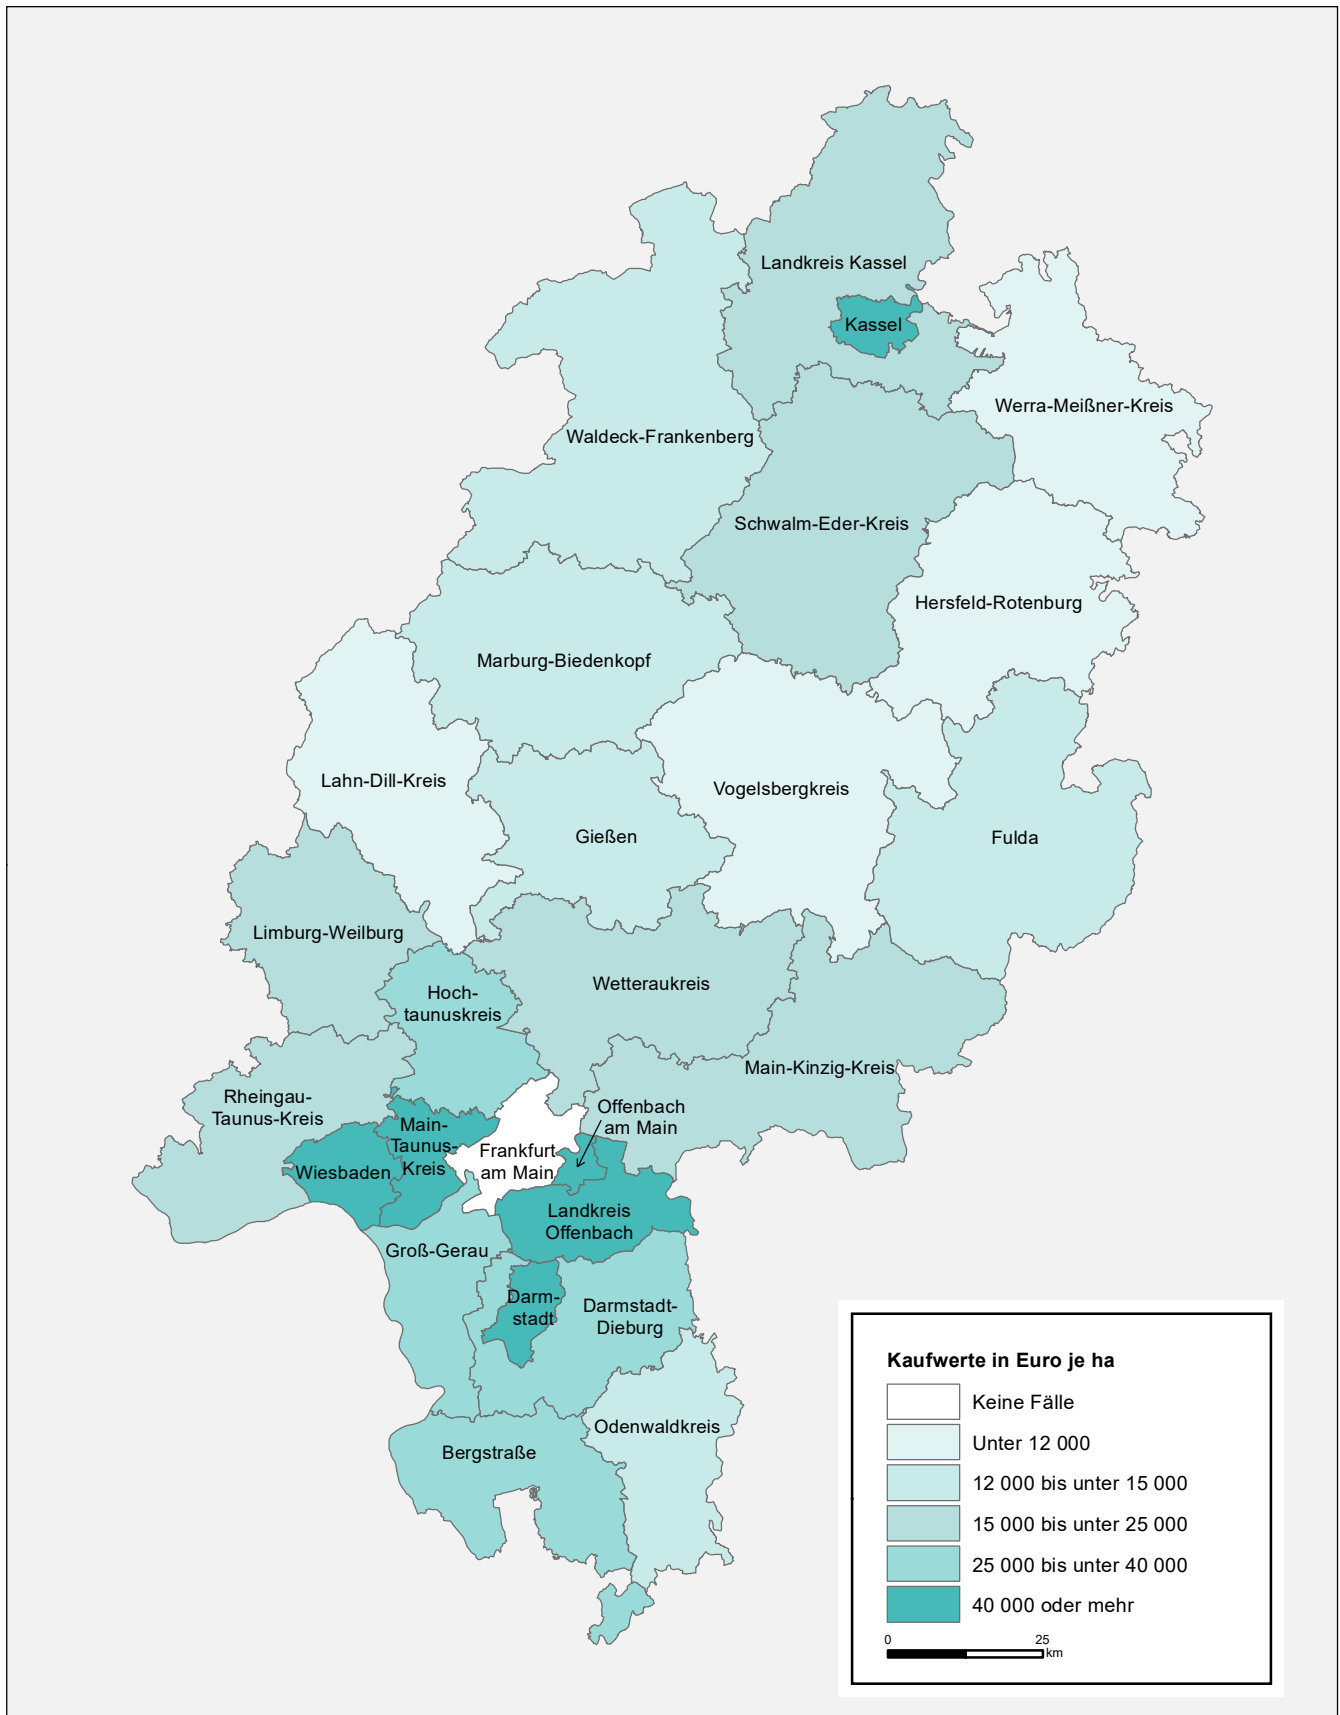 Landkreis Kassel
Kassel
Werra-Meißner-Kreis
Waldeck-Frankenberg
Schwalm-Eder-Kreis
Hersfeld-Rotenburg
Marburg-Biedenkopf
Lahn-Dill-Kreis
Vogelsbergkreis
Gießen
Fulda
Limburg-Weilburg
Wetteraukreis
Hoch-
taunuskreis
Main-Kinzig-Kreis
Rheingau-
Taunus-Kreis
Offenbach
am Main
Main-
Taunus-
Kreis
Frankfurt
am Main
Wiesbaden
Landkreis
Offenbach
Groß-Gerau
Darm-
stadt
Darmstadt-
Dieburg
Odenwaldkreis
Bergstraße
Kaufwerte in Euro je ha
Keine Fälle
Unter 12 000
12 000 bis unter 15 000
15 000 bis unter 25 000
25 000 bis unter 40 000
40 000 oder mehr
0 25
km